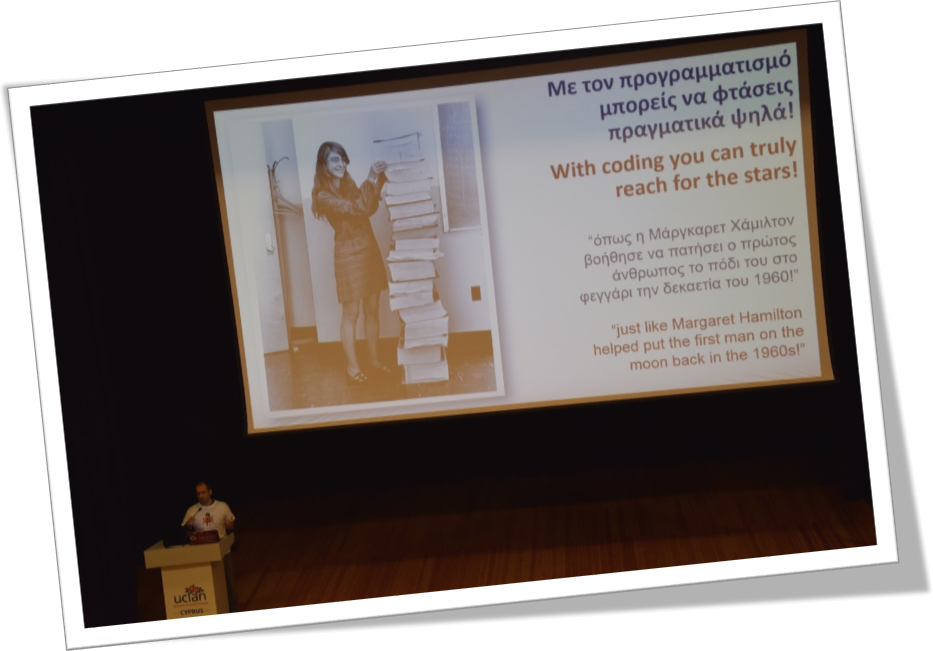 Με τον προγραμματισμό
μπορείς να φτάσεις
πραγματικά ψηλά!
With coding you can truly
reach for the stars!
“όπως η Μάργκαρετ Χάμιλτον
βοήθησε να πατήσει ο πρώτος
άνθρωπος το πόδι του στο
φεγγάρι την δεκαετία του 1960!”
“just like Margaret Hamilton
helped put the first man on the
moon back in the 1960s!”
uclan
CYPRUS